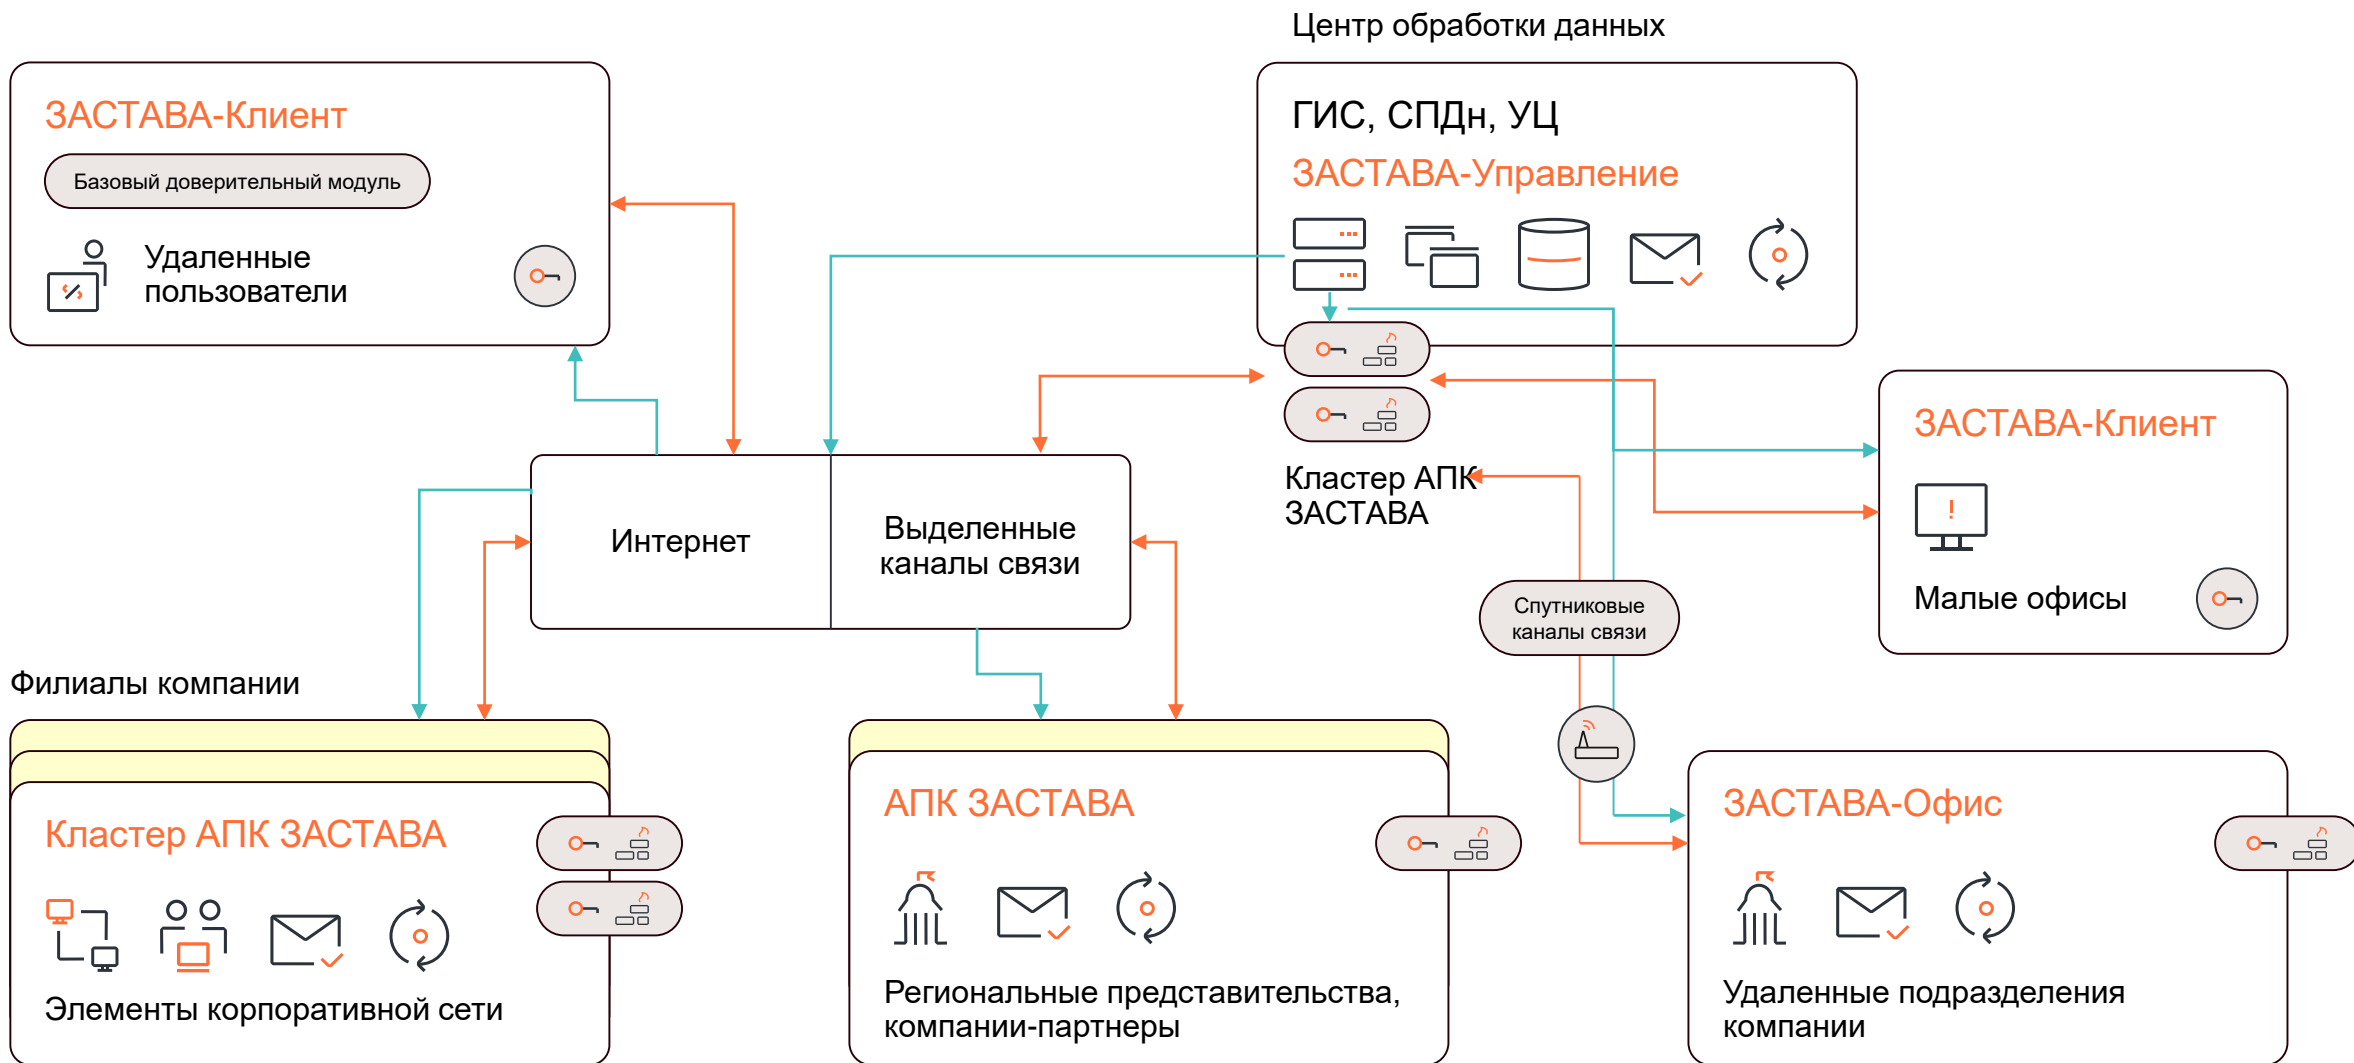 Центр обработки данных
ЗАСТАВА-Клиент
Базовый доверительный модуль
Удаленные
пользователи
ГИС, СПДн, УЦ
ЗАСТАВА-Управление
Кластер АПК
ЗАСТАВА
ЗАСТАВА-Клиент
!
Малые офисы
Интернет
Выделенные
каналы связи
Спутниковые
каналы связи
Филиалы компании
Кластер АПК ЗАСТАВА
Элементы корпоративной сети
АПК ЗАСТАВА
Региональные представительства,
компании-партнеры
ЗАСТАВА-Офис
Удаленные подразделения
компании